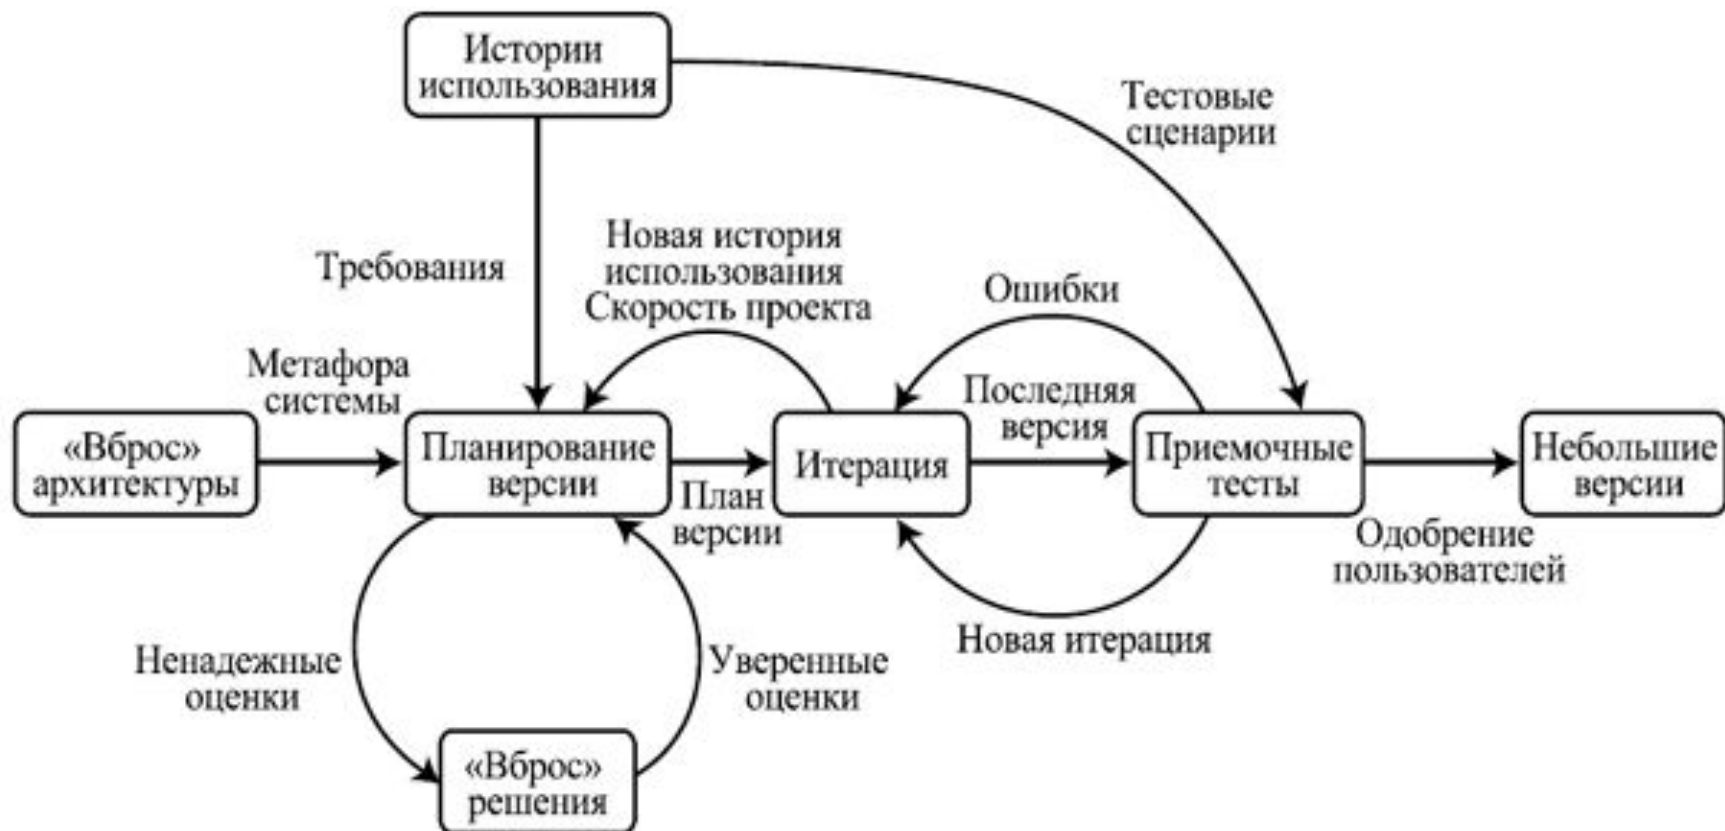 Истории
использования
Тестовые
сценарии
Новая история
использования
Скорость проекта
Требования
Ошибки
Метафора
системы
Последняя
версия
«Вброс»
архитектуры
Планирование
версии
Итерация
Приемочные
тесты
Небольшие
версии
План
версии
Одобрение
пользователей
Новая итерация
Ненадежные
оценки
Уверенные
оценки
«Вброс»
решения